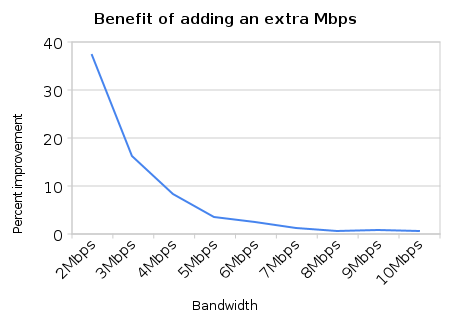 Benefit of adding an extra Mbps
40
30
20
10
0
Percent improvement
2Mbps
3Mbps
4Mbps
5Mbps
6Mbps
7Mbps
8Mbps
9Mbps
10Mbps
Bandwidth